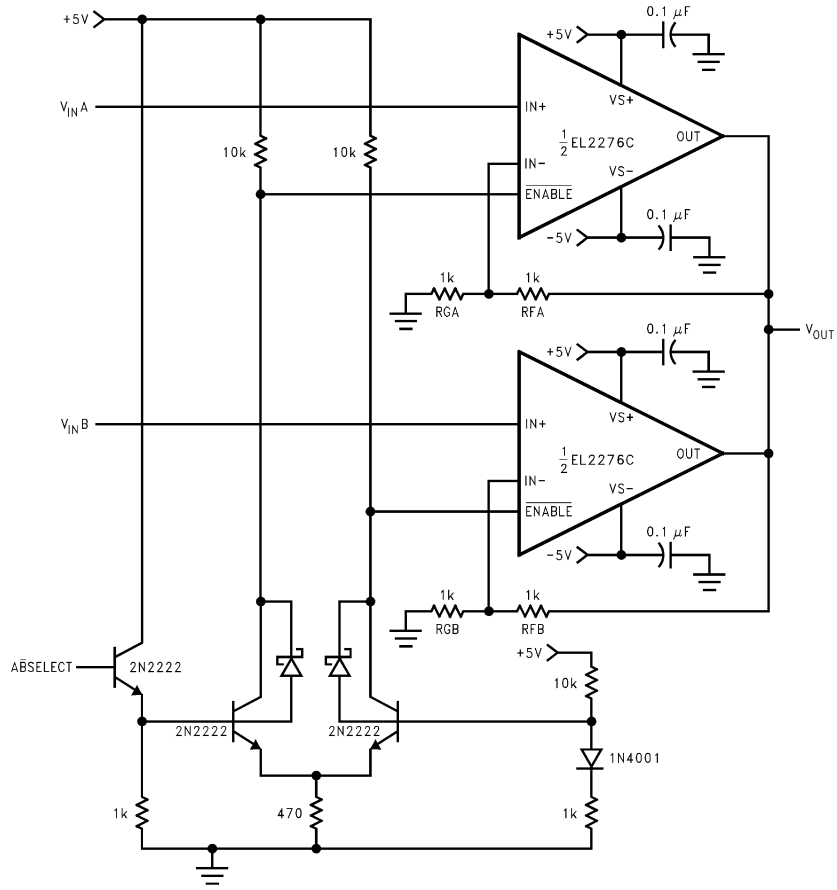 +5V
0.1 μF
+5V
VS+
V_IN A
IN+
½ EL2276C
OUT
10k
10k
IN-
VS-
ENABLE
0.1 μF
-5V
1k
1k
RGA
RFA
0.1 μF
V_OUT
+5V
VS+
V_IN B
IN+
½ EL2276C
OUT
IN-
VS-
ENABLE
0.1 μF
-5V
1k
1k
RGB
RFB
+5V
AB̄SELECT
2N2222
10k
2N2222
2N2222
1N4001
1k
470
1k